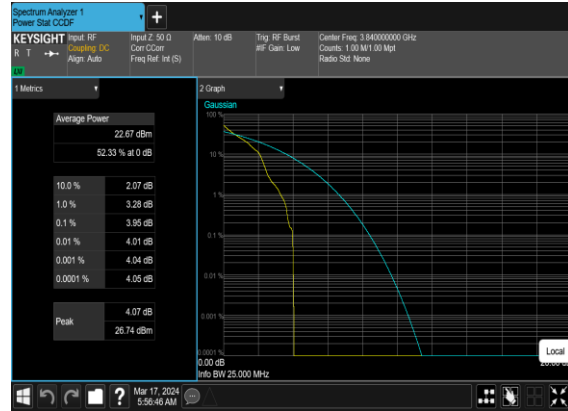 Spectrum Analyzer 1
Power Stat CCDF
KEYSIGHT
R T
LM
Input: RF
Coupling: DC
Align: Auto
Input Z: 50 Ω
Corr CCorr
Freq Ref: Int (S)
Atten: 10 dB
Trig: RF Burst
#IF Gain: Low
Center Freq: 3.840000000 GHz
Counts: 1.00 M/1.00 Mpt
Radio Std: None
1 Metrics
Average Power
22.67 dBm
52.33 % at 0 dB
10.0 % 2.07 dB
1.0 % 3.28 dB
0.1 % 3.95 dB
0.01 % 4.01 dB
0.001 % 4.04 dB
0.0001 % 4.05 dB
Peak
4.07 dB
26.74 dBm
2 Graph
Gaussian
100 %
10 %
1 %
0.1 %
0.01 %
0.001 %
0.0001 %
0.00 dB
Info BW 25.000 MHz
Local
Mar 17, 2024
5:56:46 AM